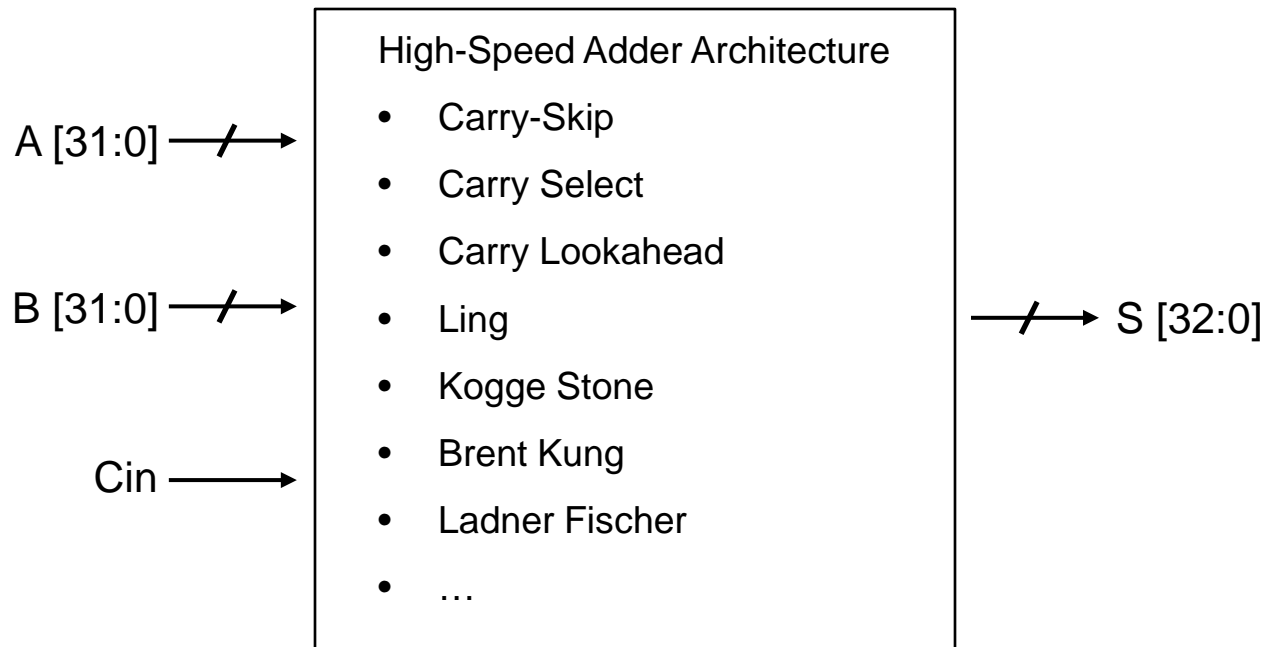 High-Speed Adder Architecture
• Carry-Skip
A [31:0]
• Carry Select
• Carry Lookahead
B [31:0]
• Ling
S [32:0]
• Kogge Stone
• Brent Kung
Cin
• Ladner Fischer
• …